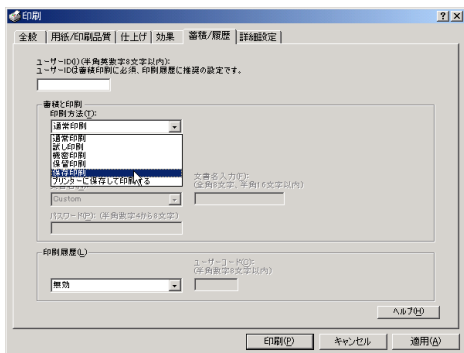 印刷
全般 用紙/印刷品質 仕上げ 効果 蓄積/履歴 詳細設定
ユーザーID(I)(半角英数字8文字以内):
ユーザーIDは蓄積印刷に必須、印刷履歴に推奨の設定です。
蓄積と印刷
印刷方法(T):
通常印刷
通常印刷
試し印刷
機密印刷
保留印刷
保存印刷
プリンターに保存して印刷する
文書名入力(F):
(全角8文字、半角16文字以内)
Custom
パスワード(P): (半角数字4から8文字)
印刷履歴(L)
ユーザーコード(C):
(半角数字8文字以内)
無効
ヘルプ(H)
印刷(P) キャンセル 適用(A)